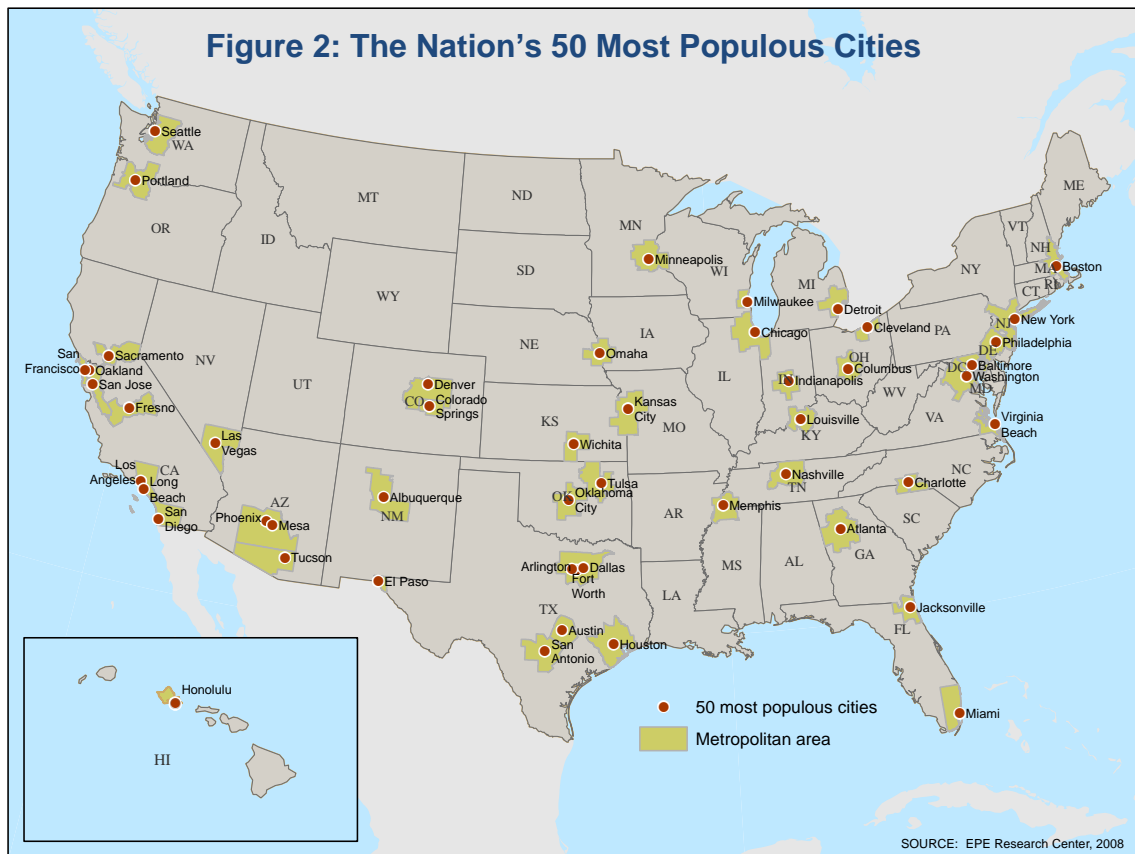 Figure 2: The Nation's 50 Most Populous Cities
Seattle
WA
Portland
OR
ID
MT
ND
MN
Minneapolis
SD
WI
WY
Milwaukee
MI
Detroit
Chicago
Cleveland
ME
VT
NH
MA
Boston
RI
CT
NY
New York
NJ
PA
Philadelphia
DE
Baltimore
DC
Washington
MD
San
Francisco
Sacramento
Oakland
San Jose
Fresno
NV
UT
Denver
Colorado
Springs
CO
NE
IA
Omaha
IL
IN
Indianapolis
OH
Columbus
WV
VA
Virginia
Beach
KS
Kansas
City
MO
Wichita
Louisville
KY
Las
Vegas
CA
Los
Angeles
Long
Beach
San
Diego
AZ
Phoenix
Mesa
Tucson
Albuquerque
NM
El Paso
Tulsa
OK
Oklahoma
City
AR
Memphis
Nashville
TN
Charlotte
NC
SC
Atlanta
GA
AL
MS
LA
Arlington
Dallas
Fort
Worth
TX
Austin
San
Antonio
Houston
Jacksonville
FL
Miami
Honolulu
HI
50 most populous cities
Metropolitan area
SOURCE: EPE Research Center, 2008